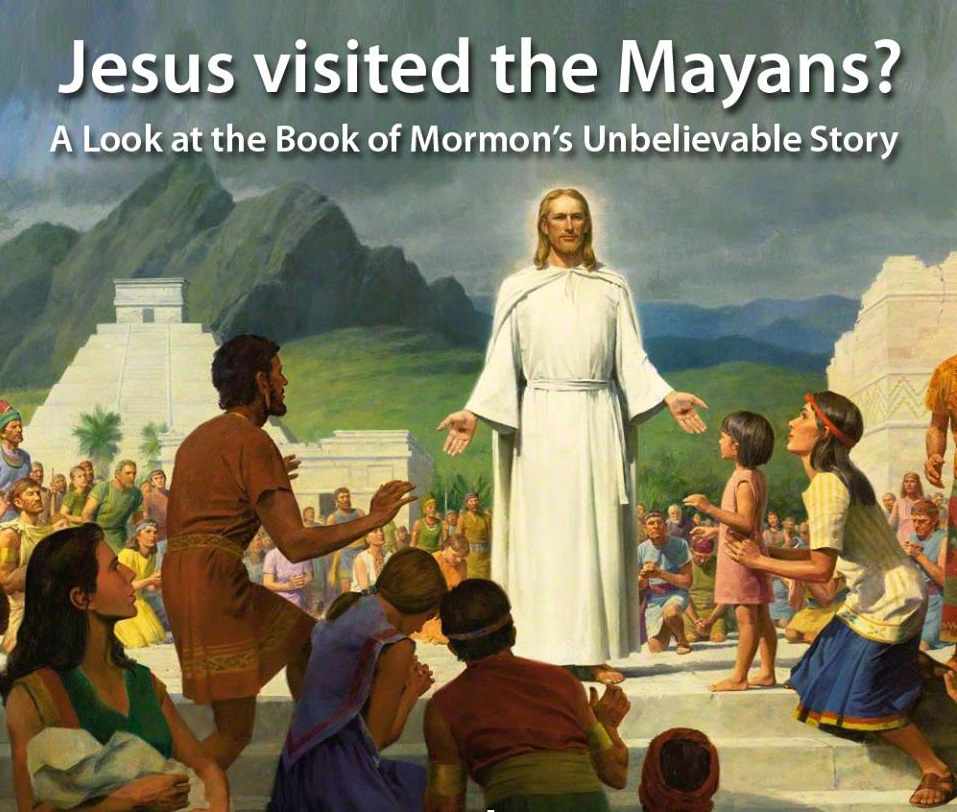 Jesus visited the Mayans?
A Look at the Book of Mormon's Unbelievable Story